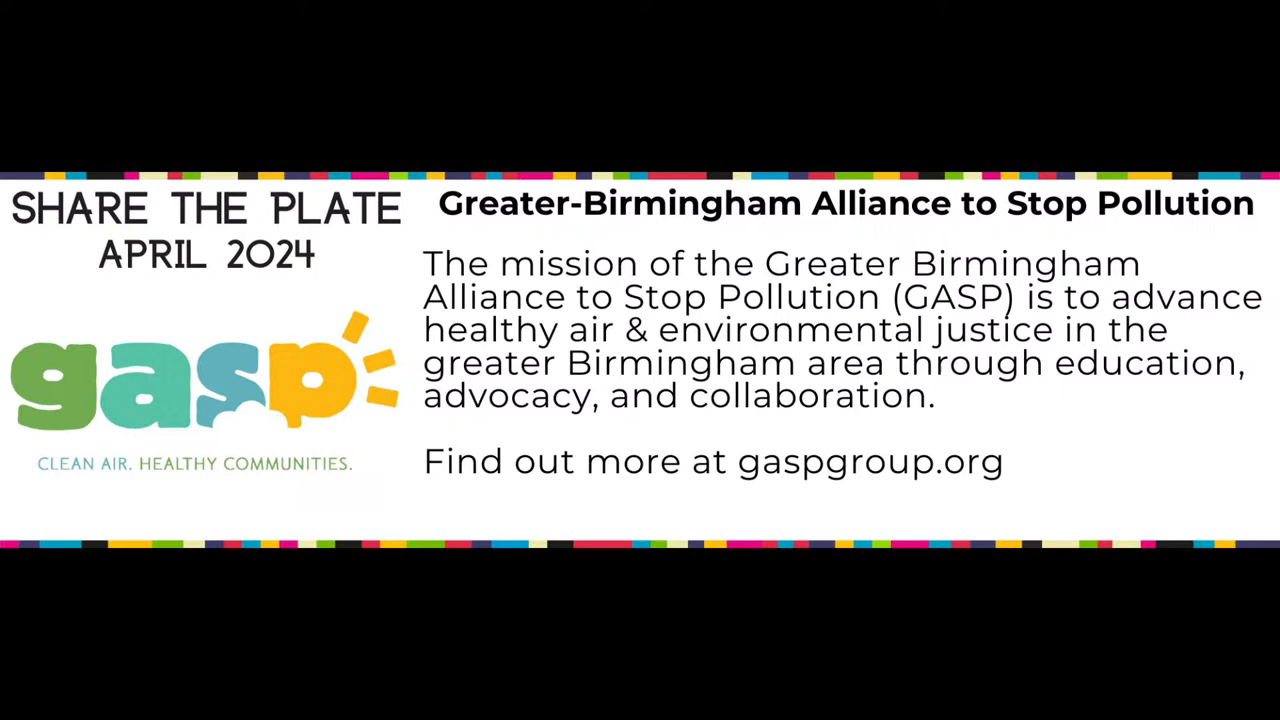 SHARE THE PLATE
APRIL 2024
gasp
CLEAN AIR. HEALTHY COMMUNITIES.
Greater-Birmingham Alliance to Stop Pollution
The mission of the Greater Birmingham
Alliance to Stop Pollution (GASP) is to advance
healthy air & environmental justice in the
greater Birmingham area through education,
advocacy, and collaboration.
Find out more at gaspgroup.org